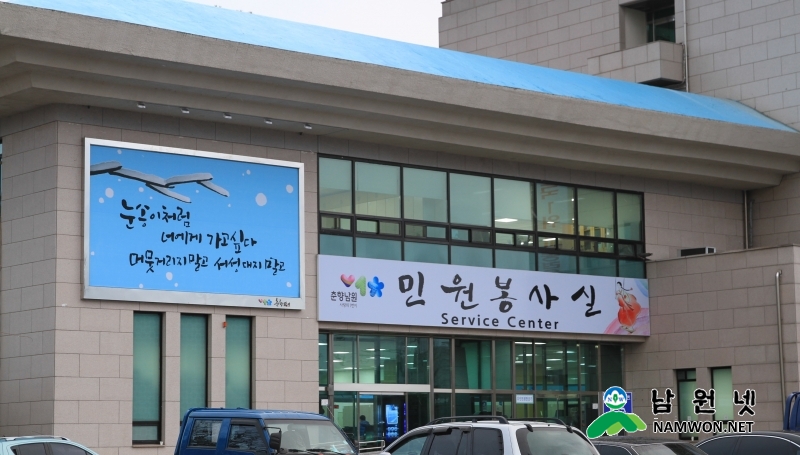 눈송이처럼
너에게 가고싶다
머뭇거리지말고 서성대지말고
춘향남원
민원봉사실
Service Center
남원넷
NAMWON.NET